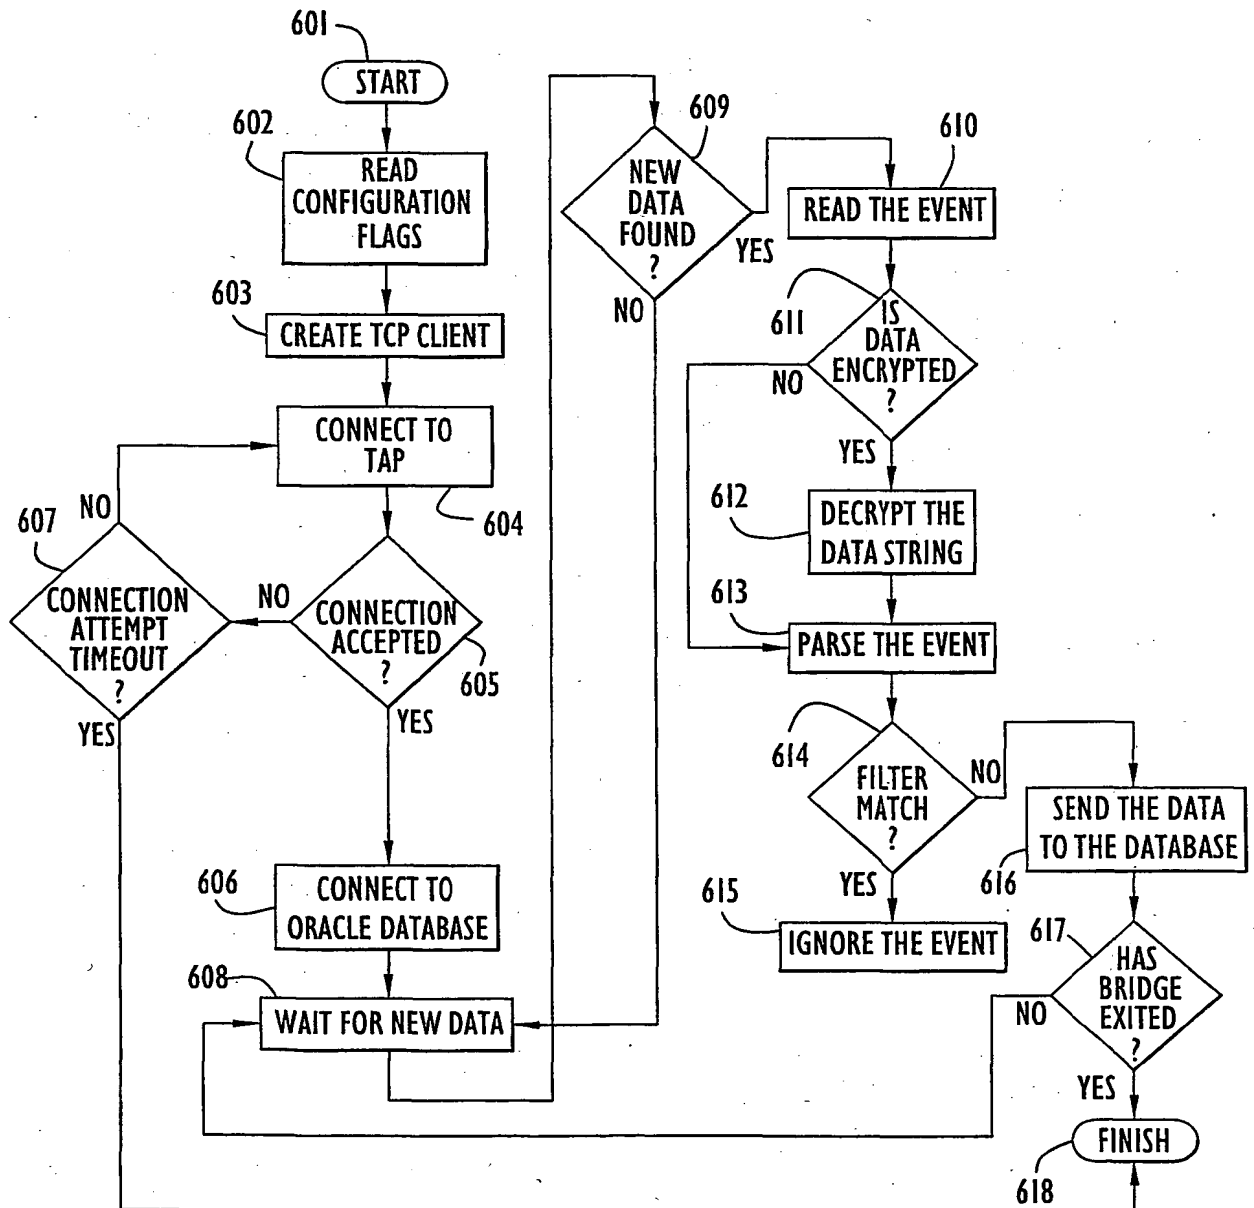 601
START
602
READ
CONFIGURATION
FLAGS
603
CREATE TCP CLIENT
CONNECT TO
TAP
604
NO
607
CONNECTION
ATTEMPT
TIMEOUT
?
YES
NO
CONNECTION
ACCEPTED
?
605
YES
606
CONNECT TO
ORACLE DATABASE
608
WAIT FOR NEW DATA
609
NEW
DATA
FOUND
?
YES
NO
610
READ THE EVENT
611
IS
DATA
ENCRYPTED
?
NO
YES
612
DECRYPT THE
DATA STRING
613
PARSE THE EVENT
614
FILTER
MATCH
?
NO
YES
615
IGNORE THE EVENT
SEND THE DATA
TO THE DATABASE
616
617
HAS
BRIDGE
EXITED
?
NO
YES
FINISH
618